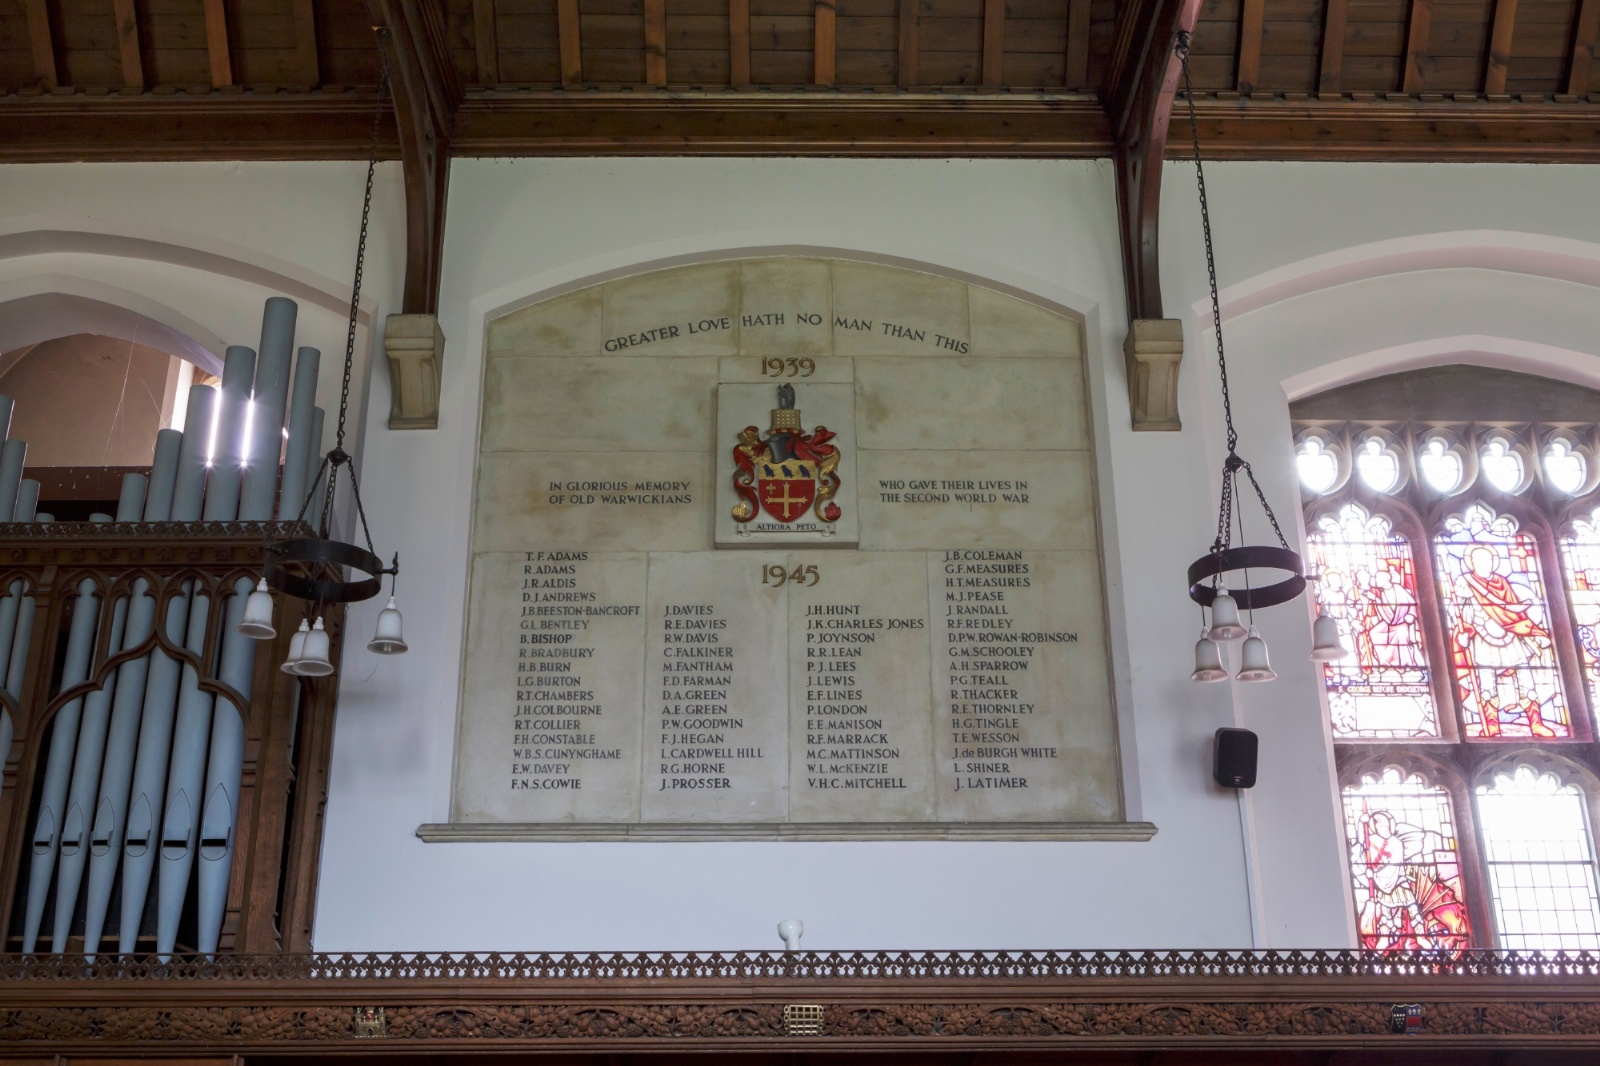 GREATER LOVE HATH NO MAN THAN THIS
1939
IN GLORIOUS MEMORY
OF OLD WARWICKIANS
WHO GAVE THEIR LIVES IN
THE SECOND WORLD WAR
ALTIORA PETO
1945
T. F. ADAMS
R. ADAMS
J.R. ALDIS
D.J. ANDREWS
J.B. BEESTON-BANCROFT
G.L. BENTLEY
B. BISHOP
R. BRADBURY
H.B. BURN
L.G. BURTON
R.T. CHAMBERS
J.H. COLBOURNE
R.T. COLLIER
F.H. CONSTABLE
W.B.S. CUNYNGHAME
E.W. DAVEY
F.N.S. COWIE
J. DAVIES
R.E. DAVIES
R.W. DAVIS
C. FALKINER
M. FANTHAM
F.D. FARMAN
D.A. GREEN
A.E. GREEN
P.W. GOODWIN
F.J. HEGAN
L. CARDWELL HILL
R.G. HORNE
J. PROSSER
J.H. HUNT
J.K. CHARLES JONES
P. JOYNSON
R.R. LEAN
P.J. LEES
J. LEWIS
E.F. LINES
P. LONDON
E.E. MANISON
R.F. MARRACK
M.C. MATTINSON
W.L. McKENZIE
V.H.C. MITCHELL
J.B. COLEMAN
G.F. MEASURES
H.T. MEASURES
M.J. PEASE
J. RANDALL
R.F. REDLEY
D.P.W. ROWAN-ROBINSON
G.M. SCHOOLEY
A.H. SPARROW
P.G. TEALL
R. THACKER
R.E. THORNLEY
H.G. TINGLE
T.E. WESSON
J. de BURGH WHITE
L. SHINER
J. LATIMER